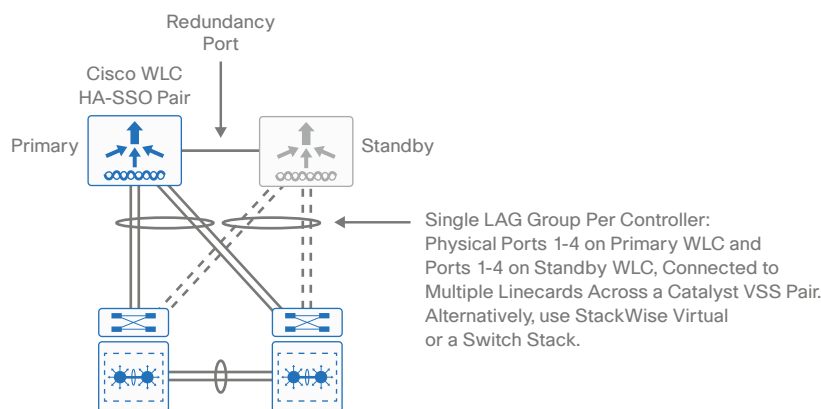 Redundancy
Port
Cisco WLC
HA-SSO Pair
Primary
Standby
Single LAG Group Per Controller:
Physical Ports 1-4 on Primary WLC and
Ports 1-4 on Standby WLC, Connected to
Multiple Linecards Across a Catalyst VSS Pair.
Alternatively, use StackWise Virtual
or a Switch Stack.